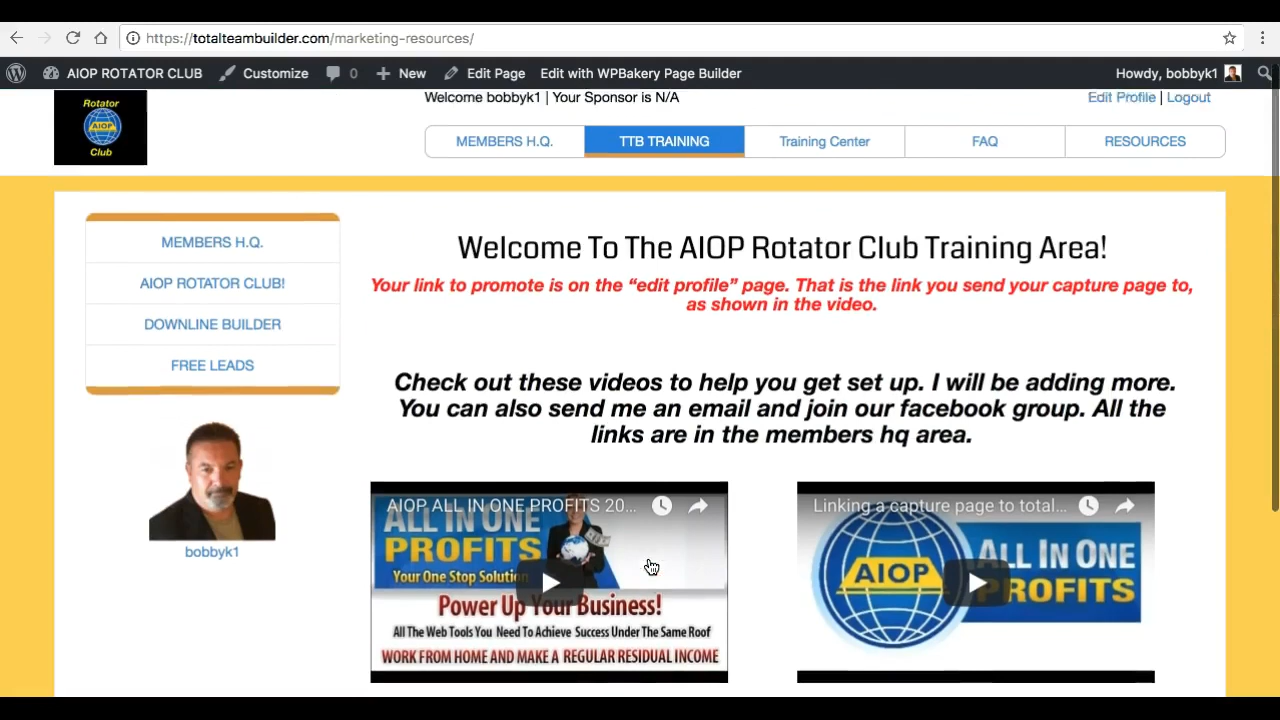 https://totalteambuilder.com/marketing-resources/
AIOP ROTATOR CLUB Customize 0 New Edit Page Edit with WPBakery Page Builder Howdy, bobbyk1
Rotator
AIOP
Club
Welcome bobbyk1 | Your Sponsor is N/A
Edit Profile | Logout
MEMBERS H.Q. TTB TRAINING Training Center FAQ RESOURCES
MEMBERS H.Q.
AIOP ROTATOR CLUB!
DOWNLINE BUILDER
FREE LEADS
bobbyk1
Welcome To The AIOP Rotator Club Training Area!
Your link to promote is on the “edit profile” page. That is the link you send your capture page to,
as shown in the video.
Check out these videos to help you get set up. I will be adding more.
You can also send me an email and join our facebook group. All the
links are in the members hq area.
AIOP ALL IN ONE PROFITS 20...
ALL IN ONE
PROFITS
Your One Stop Solution
Power Up Your Business!
All The Web Tools You Need To Achieve Success Under The Same Roof
WORK FROM HOME AND MAKE A REGULAR RESIDUAL INCOME
Linking a capture page to total...
AIOP
ALL IN ONE
PROFITS